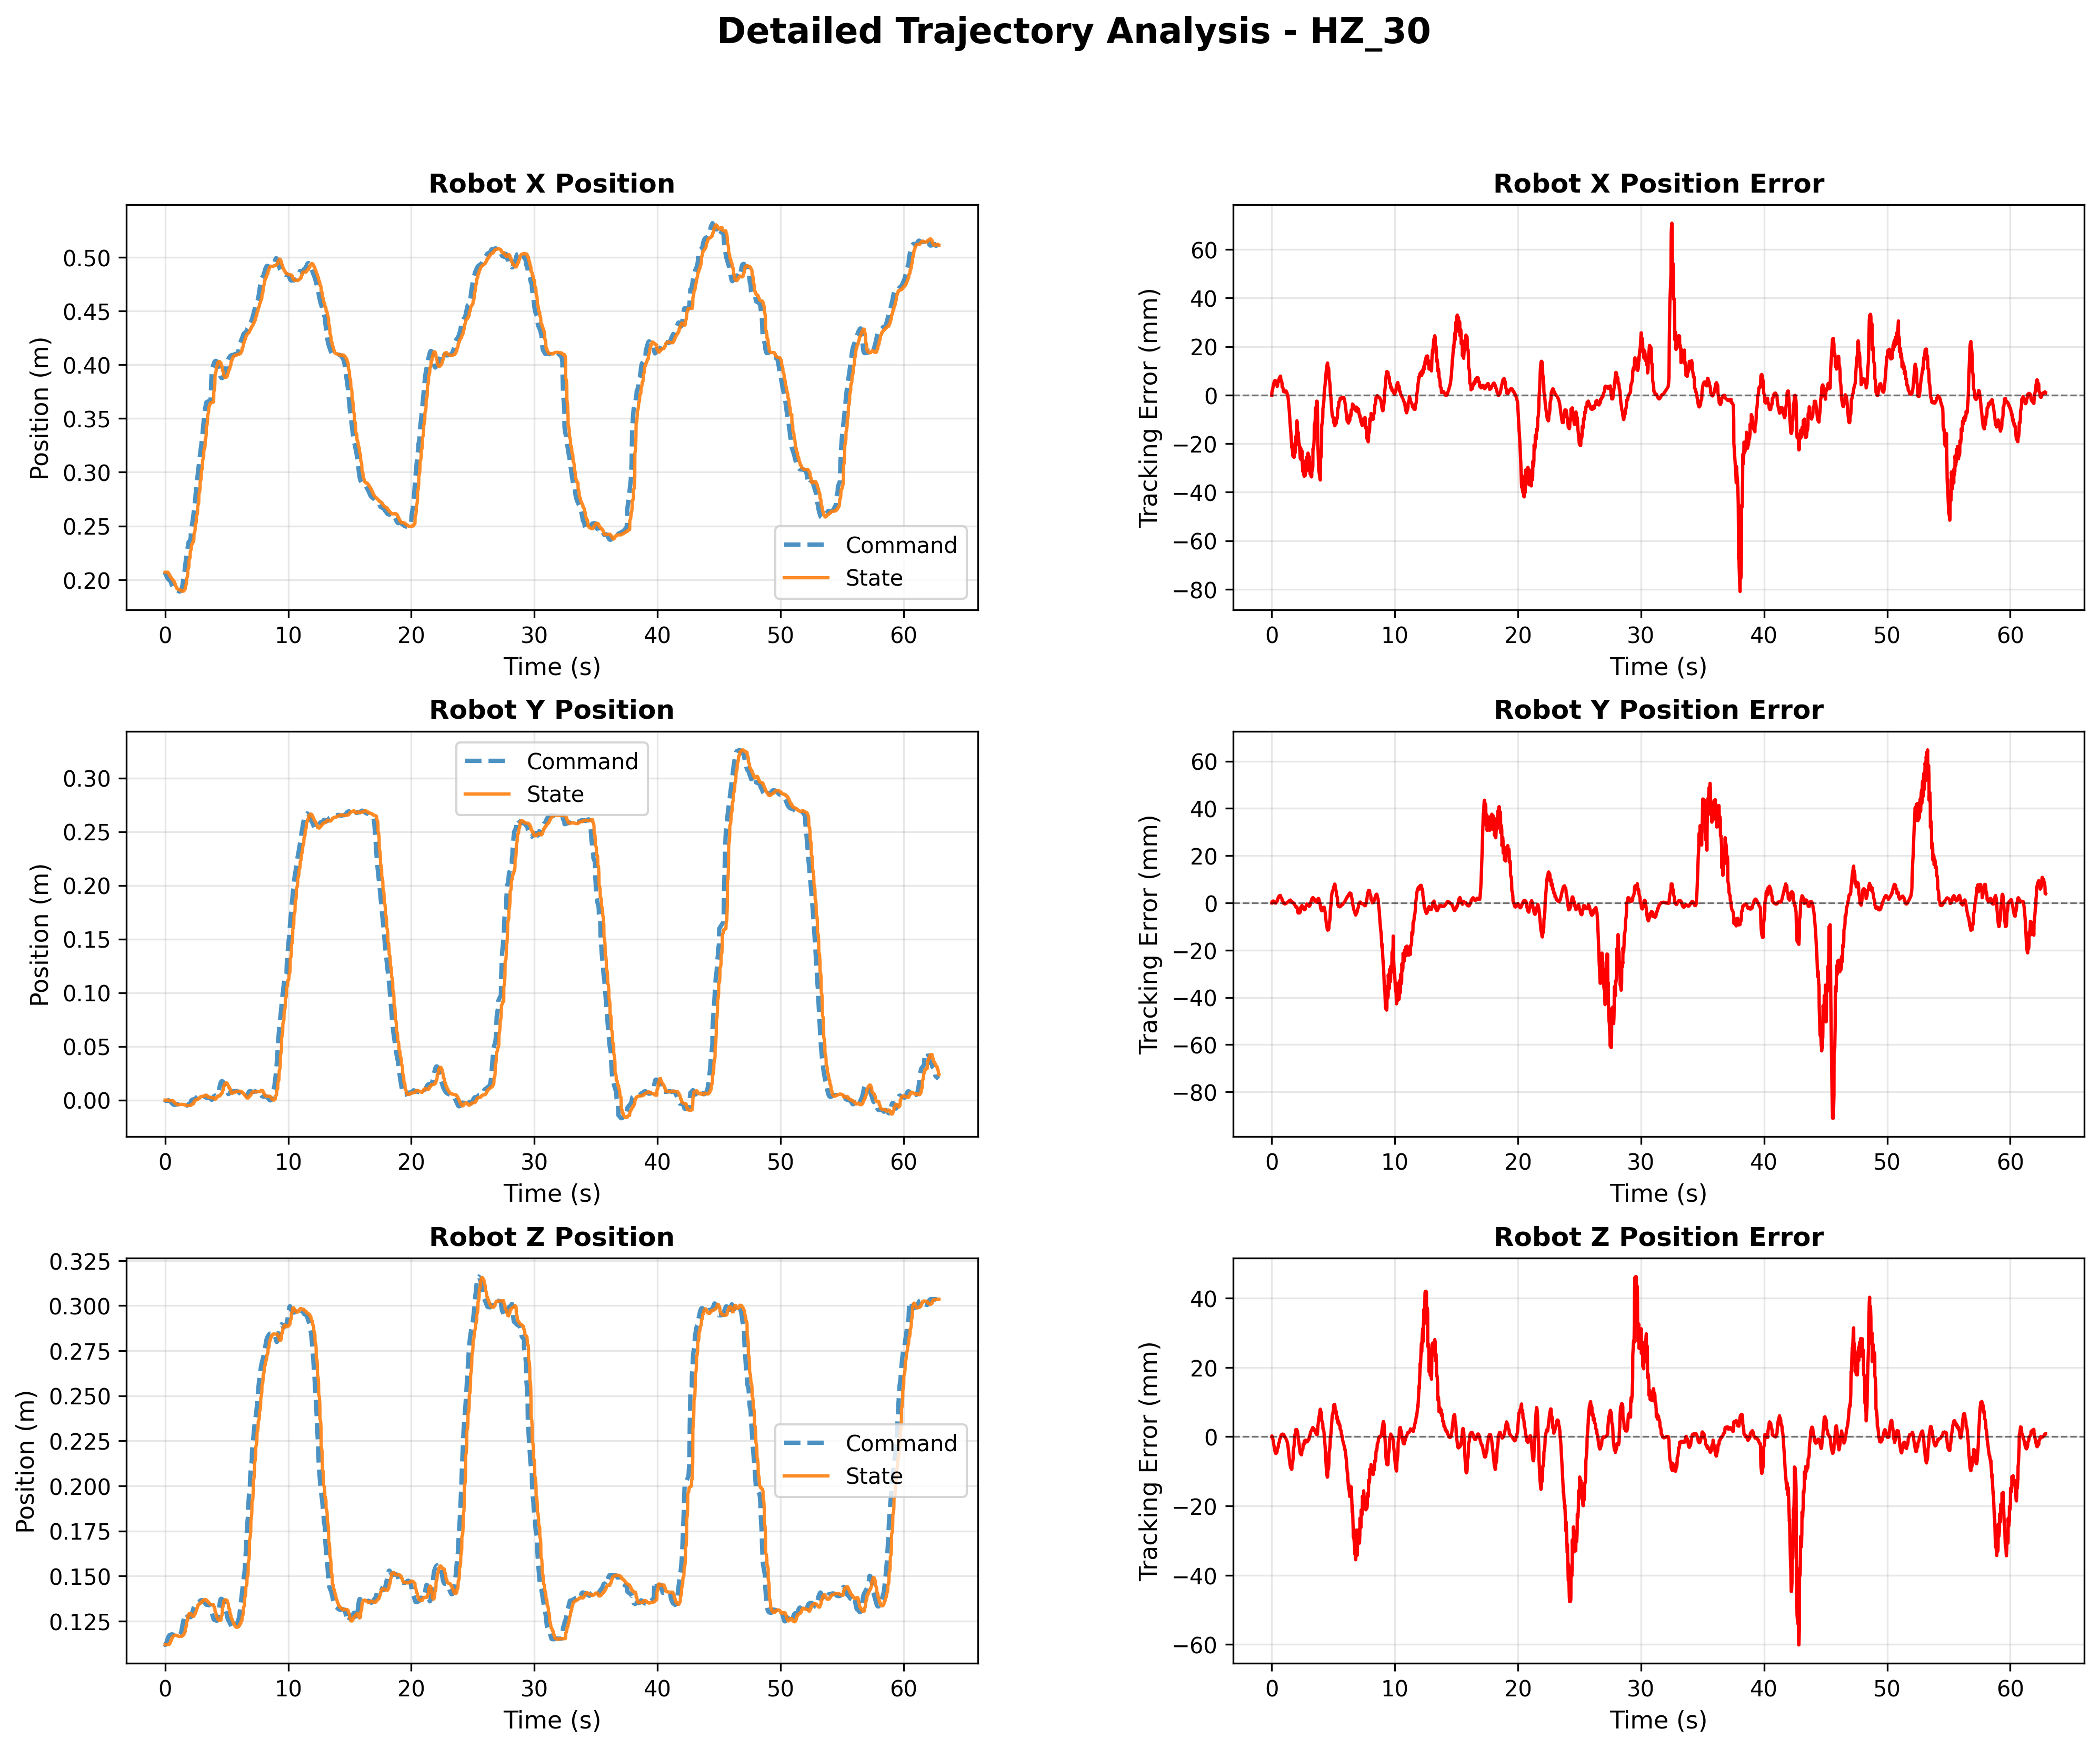 Detailed Trajectory Analysis - HZ_30
Robot X Position
Position (m)
0.50
0.45
0.40
0.35
0.30
0.25
0.20
Command
State
0 10 20 30 40 50 60
Time (s)
Robot X Position Error
Tracking Error (mm)
60
40
20
0
−20
−40
−60
−80
0 10 20 30 40 50 60
Time (s)
Robot Y Position
Position (m)
0.30
0.25
0.20
0.15
0.10
0.05
0.00
Command
State
0 10 20 30 40 50 60
Time (s)
Robot Y Position Error
Tracking Error (mm)
60
40
20
0
−20
−40
−60
−80
0 10 20 30 40 50 60
Time (s)
Robot Z Position
Position (m)
0.325
0.300
0.275
0.250
0.225
0.200
0.175
0.150
0.125
Command
State
0 10 20 30 40 50 60
Time (s)
Robot Z Position Error
Tracking Error (mm)
40
20
0
−20
−40
−60
0 10 20 30 40 50 60
Time (s)